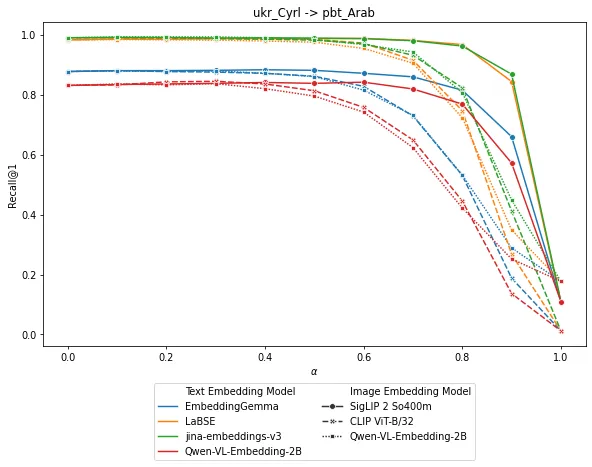 ukr_Cyrl -> pbt_Arab
Recall@1
1.0
0.8
0.6
0.4
0.2
0.0
0.0 0.2 0.4 0.6 0.8 1.0
α
Text Embedding Model
EmbeddingGemma
LaBSE
jina-embeddings-v3
Qwen-VL-Embedding-2B
Image Embedding Model
SigLIP 2 So400m
CLIP ViT-B/32
Qwen-VL-Embedding-2B